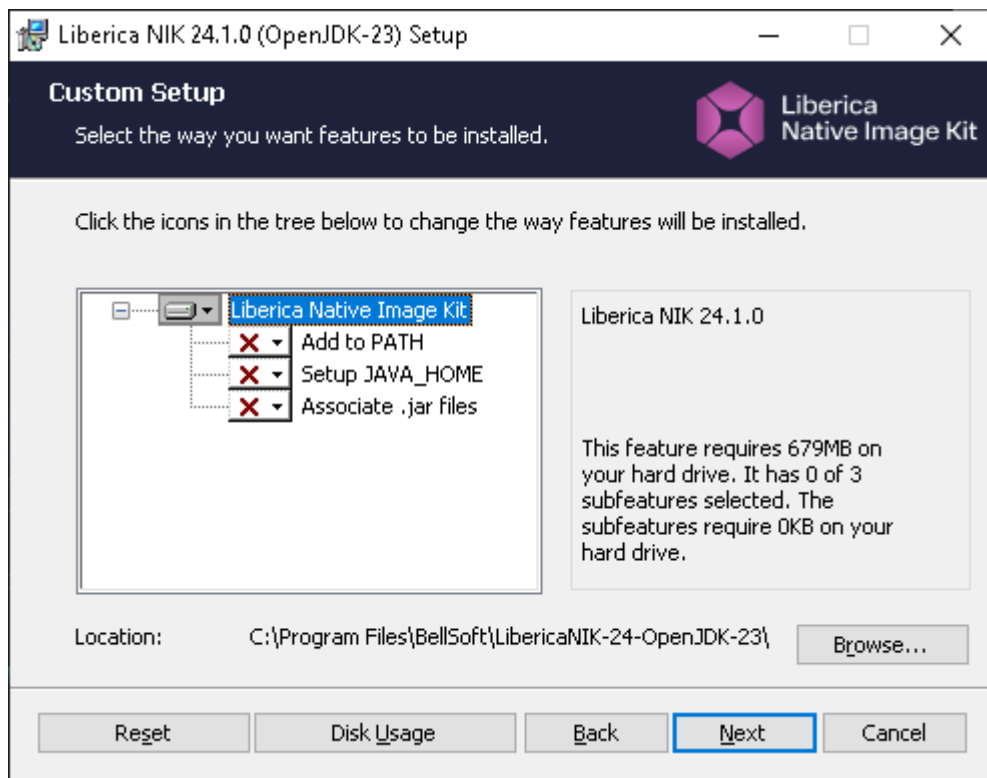 Liberica NIK 24.1.0 (OpenJDK-23) Setup
Custom Setup
Select the way you want features to be installed.
Liberica
Native Image Kit
Click the icons in the tree below to change the way features will be installed.
Liberica Native Image Kit
Add to PATH
Setup JAVA_HOME
Associate .jar files
Liberica NIK 24.1.0
This feature requires 679MB on
your hard drive. It has 0 of 3
subfeatures selected. The
subfeatures require 0KB on your
hard drive.
Location: C:\Program Files\BellSoft\LibericaNIK-24-OpenJDK-23\ Browse...
Reset Disk Usage Back Next Cancel